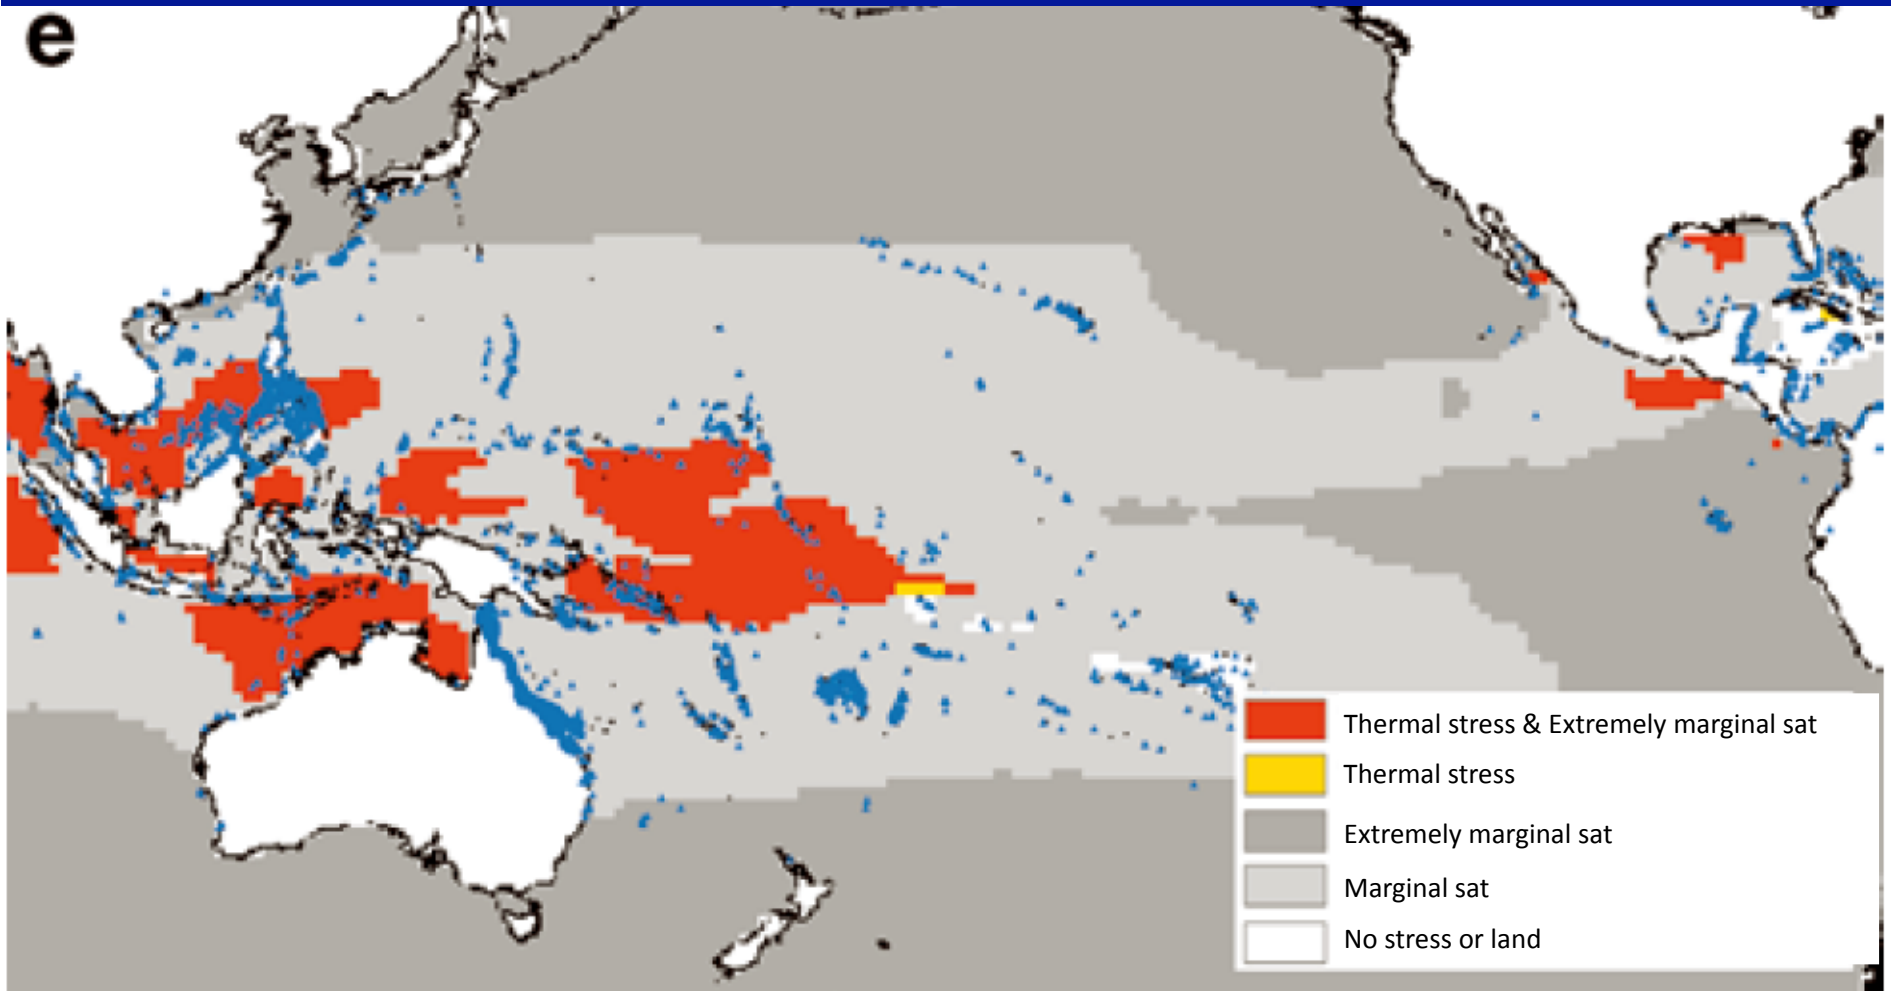 e
Thermal stress & Extremely marginal sat
Thermal stress
Extremely marginal sat
Marginal sat
No stress or land